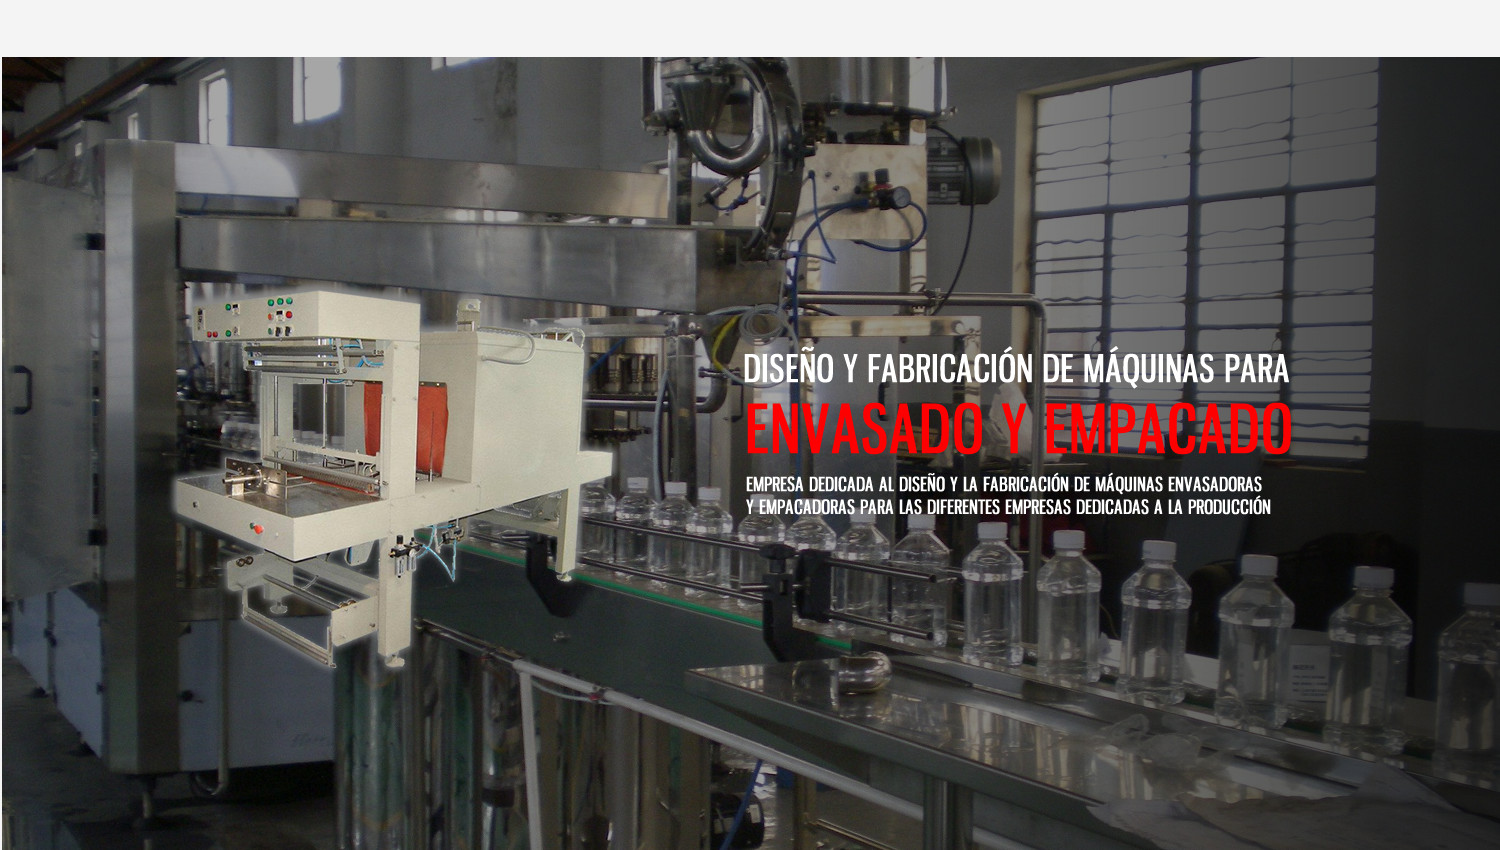 DISEÑO Y FABRICACIÓN DE MÁQUINAS PARA
ENVASADO Y EMPACADO
EMPRESA DEDICADA AL DISEÑO Y LA FABRICACIÓN DE MÁQUINAS ENVASADORAS
Y EMPACADORAS PARA LAS DIFERENTES EMPRESAS DEDICADAS A LA PRODUCCIÓN